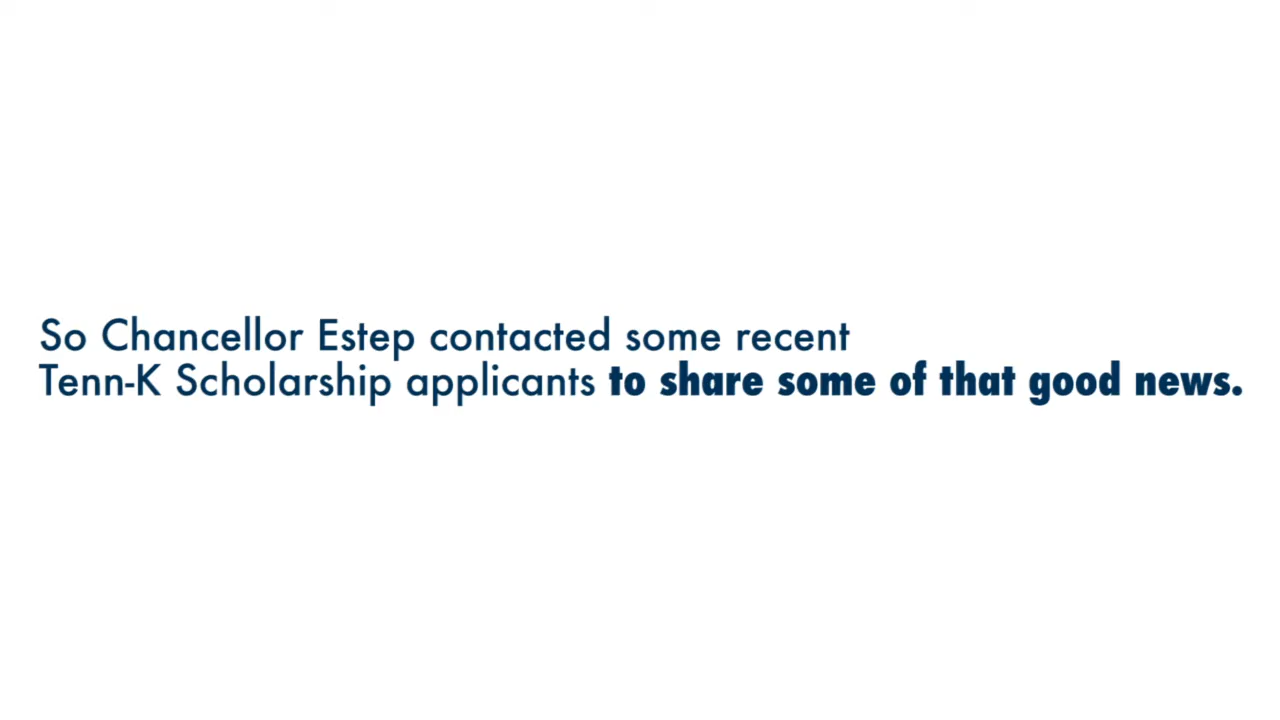 So Chancellor Estep contacted some recent
Tenn-K Scholarship applicants to share some of that good news.